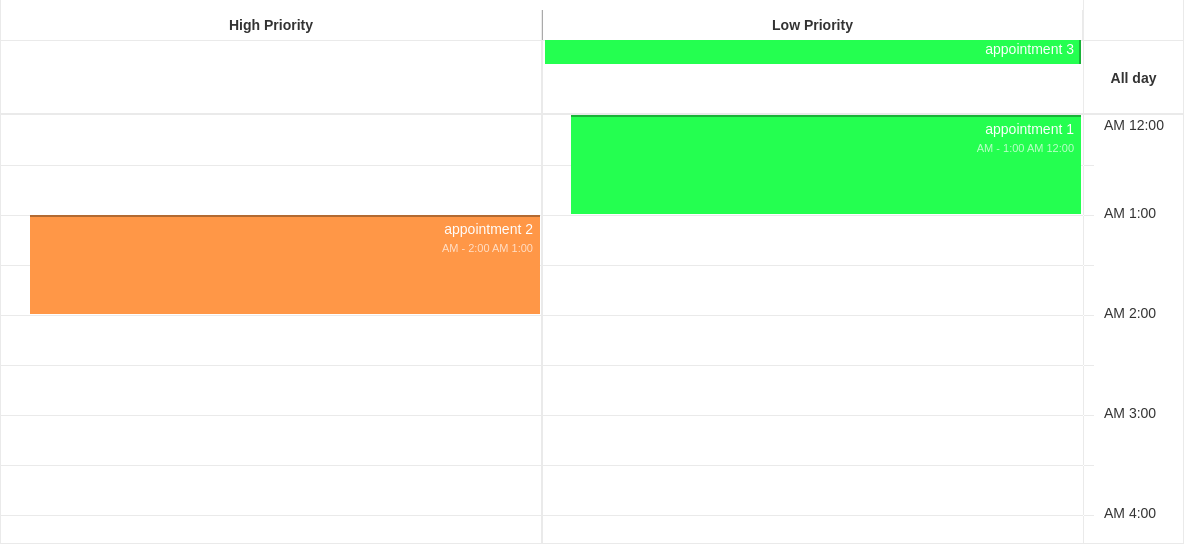 High Priority
Low Priority
appointment 3
All day
appointment 1
AM - 1:00 AM 12:00
AM 12:00
AM 1:00
appointment 2
AM - 2:00 AM 1:00
AM 2:00
AM 3:00
AM 4:00